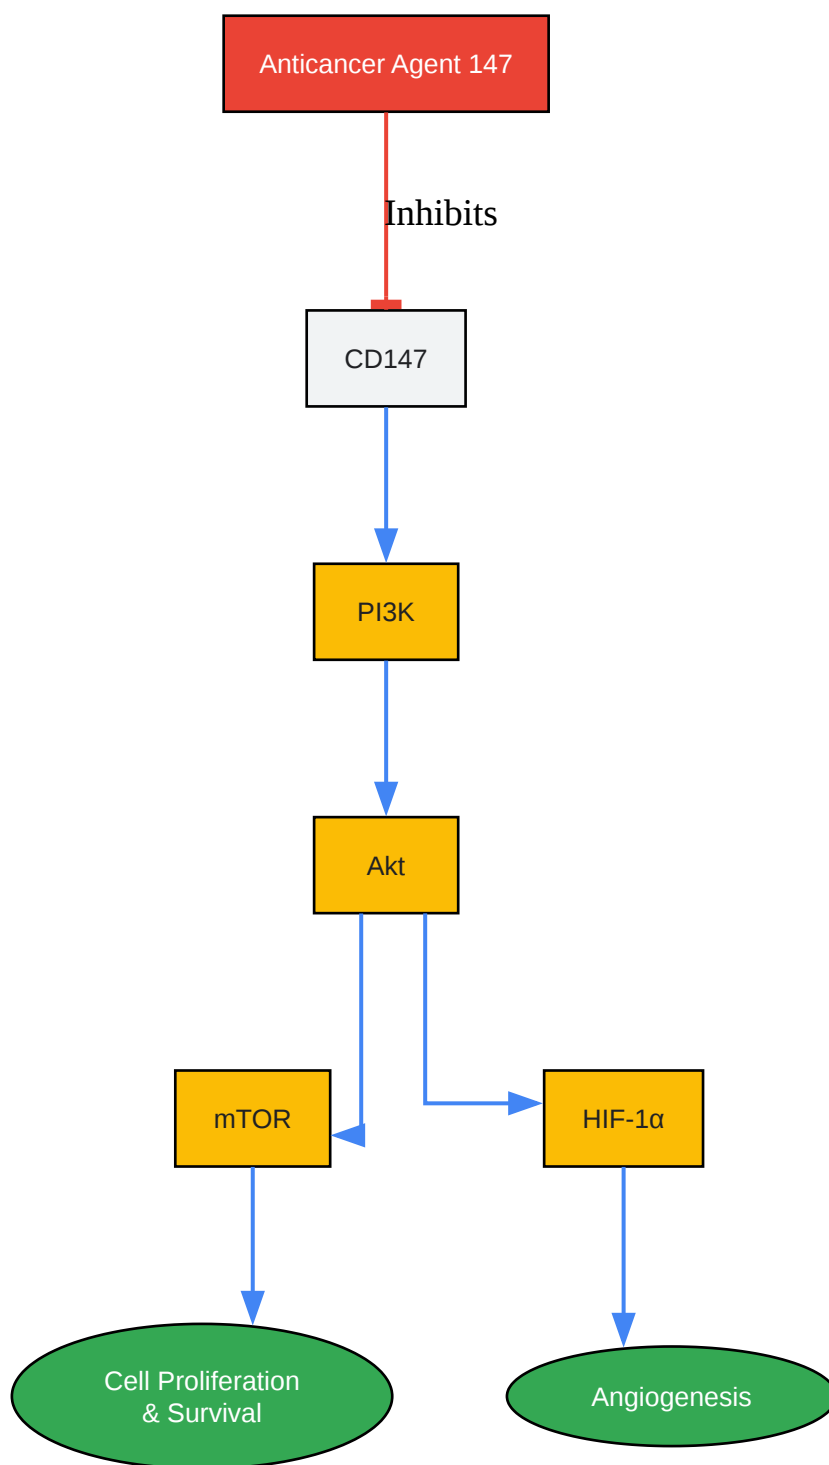 Anticancer Agent 147
Inhibits
CD147
PI3K
Akt
mTOR
HIF-1α
Cell Proliferation
& Survival
Angiogenesis